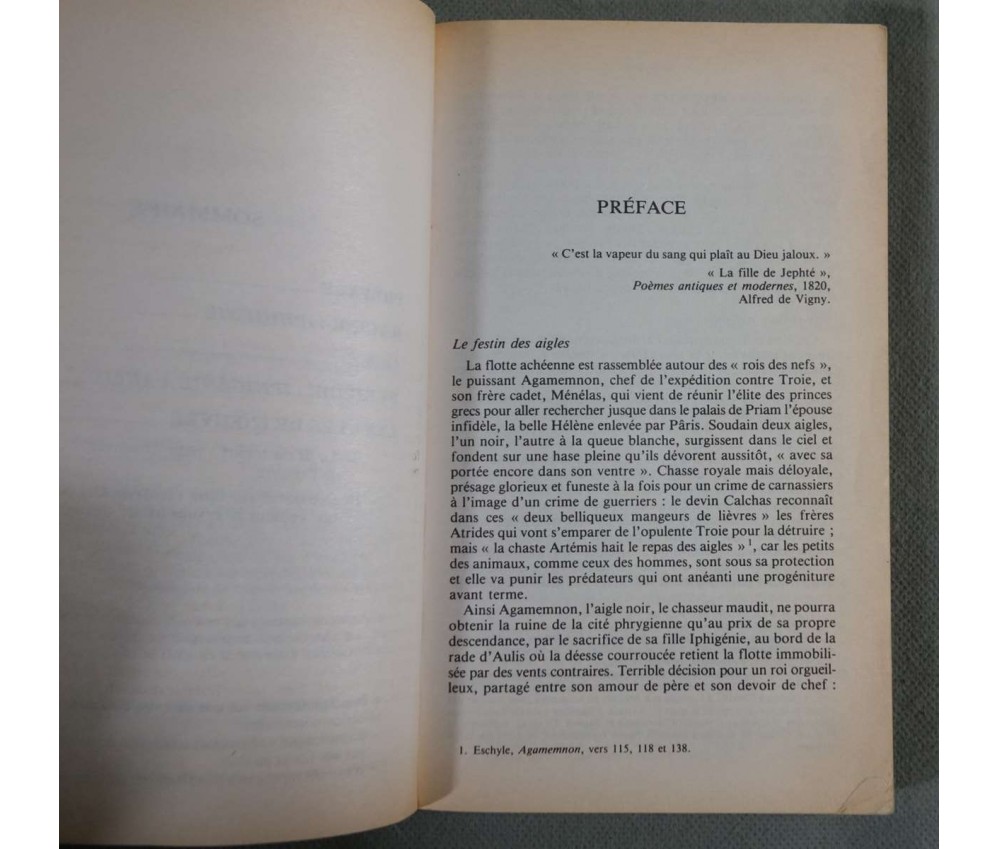 PRÉFACE
« C'est la vapeur du sang qui plaît au Dieu jaloux. »
« La fille de Jephté »,
Poèmes antiques et modernes, 1820,
Alfred de Vigny.
Le festin des aigles
La flotte achéenne est rassemblée autour des « rois des nefs »,
le puissant Agamemnon, chef de l'expédition contre Troie, et
son frère cadet, Ménélas, qui vient de réunir l'élite des princes
grecs pour aller rechercher jusque dans le palais de Priam l'épouse
infidèle, la belle Hélène enlevée par Pâris. Soudain deux aigles,
l'un noir, l'autre à la queue blanche, surgissent dans le ciel et
fondent sur une hase pleine qu'ils dévorent aussitôt, « avec sa
portée encore dans son ventre ». Chasse royale mais déloyale,
présage glorieux et funeste à la fois pour un crime de carnassiers
à l'image d'un crime de guerriers : le devin Calchas reconnaît
dans ces « deux belliqueux mangeurs de lièvres » les frères
Atrides qui vont s'emparer de l'opulente Troie pour la détruire ;
mais « la chaste Artémis hait le repas des aigles » 1, car les petits
des animaux, comme ceux des hommes, sont sous sa protection
et elle va punir les prédateurs qui ont anéanti une progéniture
avant terme.
Ainsi Agamemnon, l'aigle noir, le chasseur maudit, ne pourra
obtenir la ruine de la cité phrygienne qu'au prix de sa propre
descendance, par le sacrifice de sa fille Iphigénie, au bord de la
rade d'Aulis où la déesse courroucée retient la flotte immobili-
sée par des vents contraires. Terrible décision pour un roi orgueil-
leux, partagé entre son amour de père et son devoir de chef :
1. Eschyle, Agamemnon, vers 115, 118 et 138.